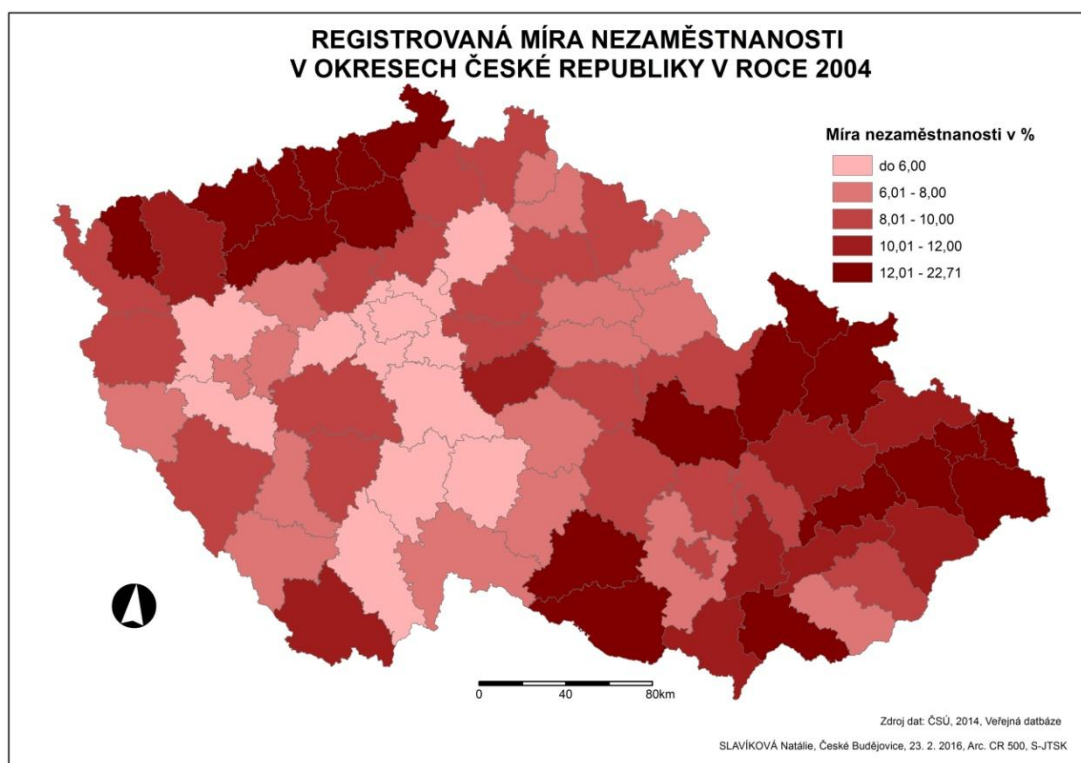 REGISTROVANÁ MÍRA NEZAMĚSTNANOSTI
V OKRESECH ČESKÉ REPUBLIKY V ROCE 2004
Míra nezaměstnanosti v %
do 6,00
6,01 - 8,00
8,01 - 10,00
10,01 - 12,00
12,01 - 22,71
0 40 80km
Zdroj dat: ČSÚ, 2014, Veřejná datbáze
SLAVÍKOVÁ Natálie, České Budějovice, 23. 2. 2016, Arc. CR 500, S-JTSK